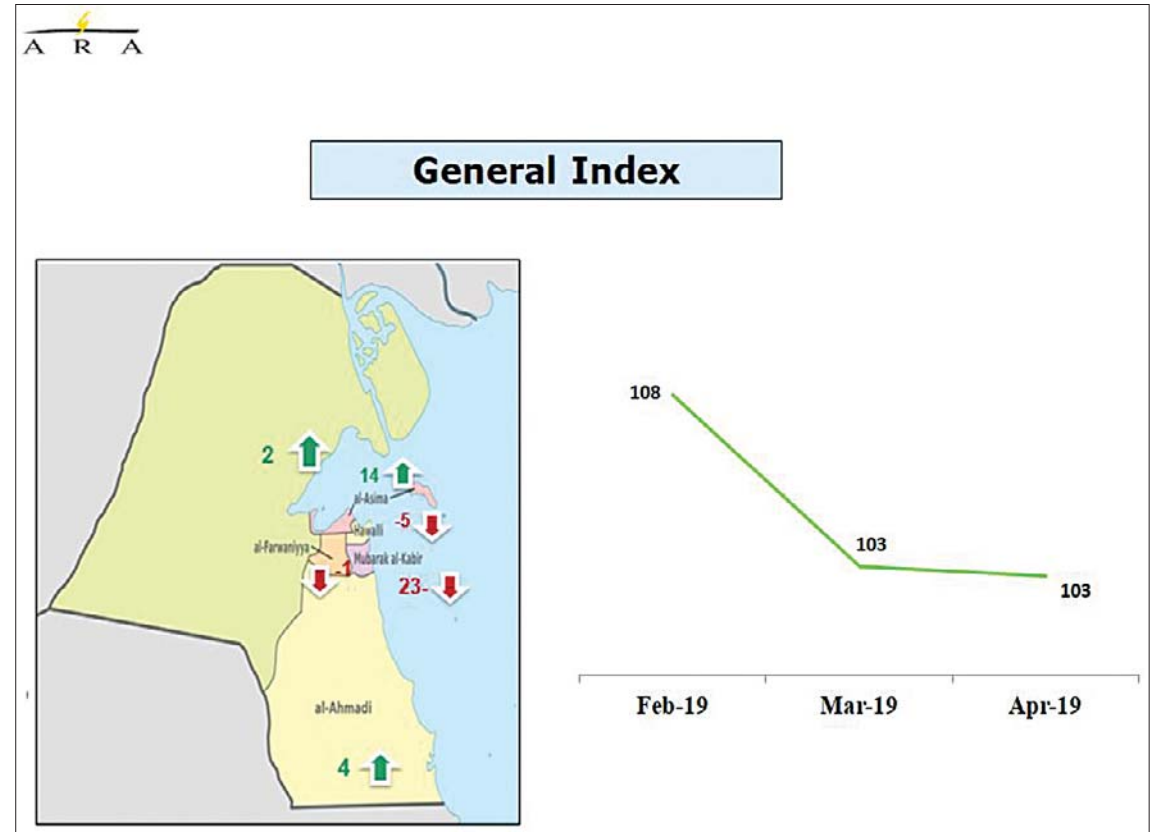 A R A
General Index
2
14
al-Asima
-5
Hawalli
al-Farwaniyya
Mubarak al-Kabir
-1
23-
al-Ahmadi
4
108
103
103
Feb-19
Mar-19
Apr-19